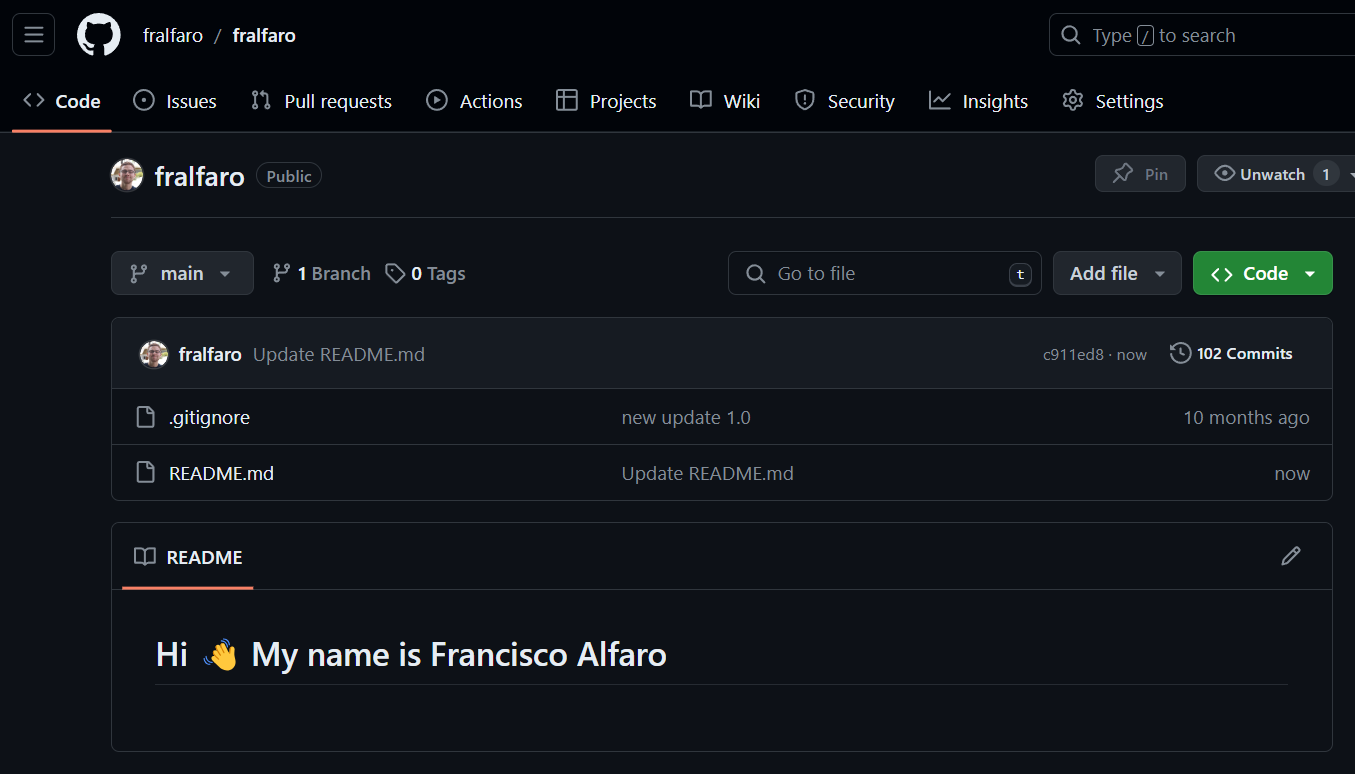 fralfaro / fralfaro Type / to search
Code Issues Pull requests Actions Projects Wiki Security Insights Settings
fralfaro Public Pin Unwatch 1
main 1 Branch 0 Tags Go to file t Add file Code
fralfaro Update README.md c911ed8 · now 102 Commits
.gitignore new update 1.0 10 months ago
README.md Update README.md now
README
Hi 👋 My name is Francisco Alfaro